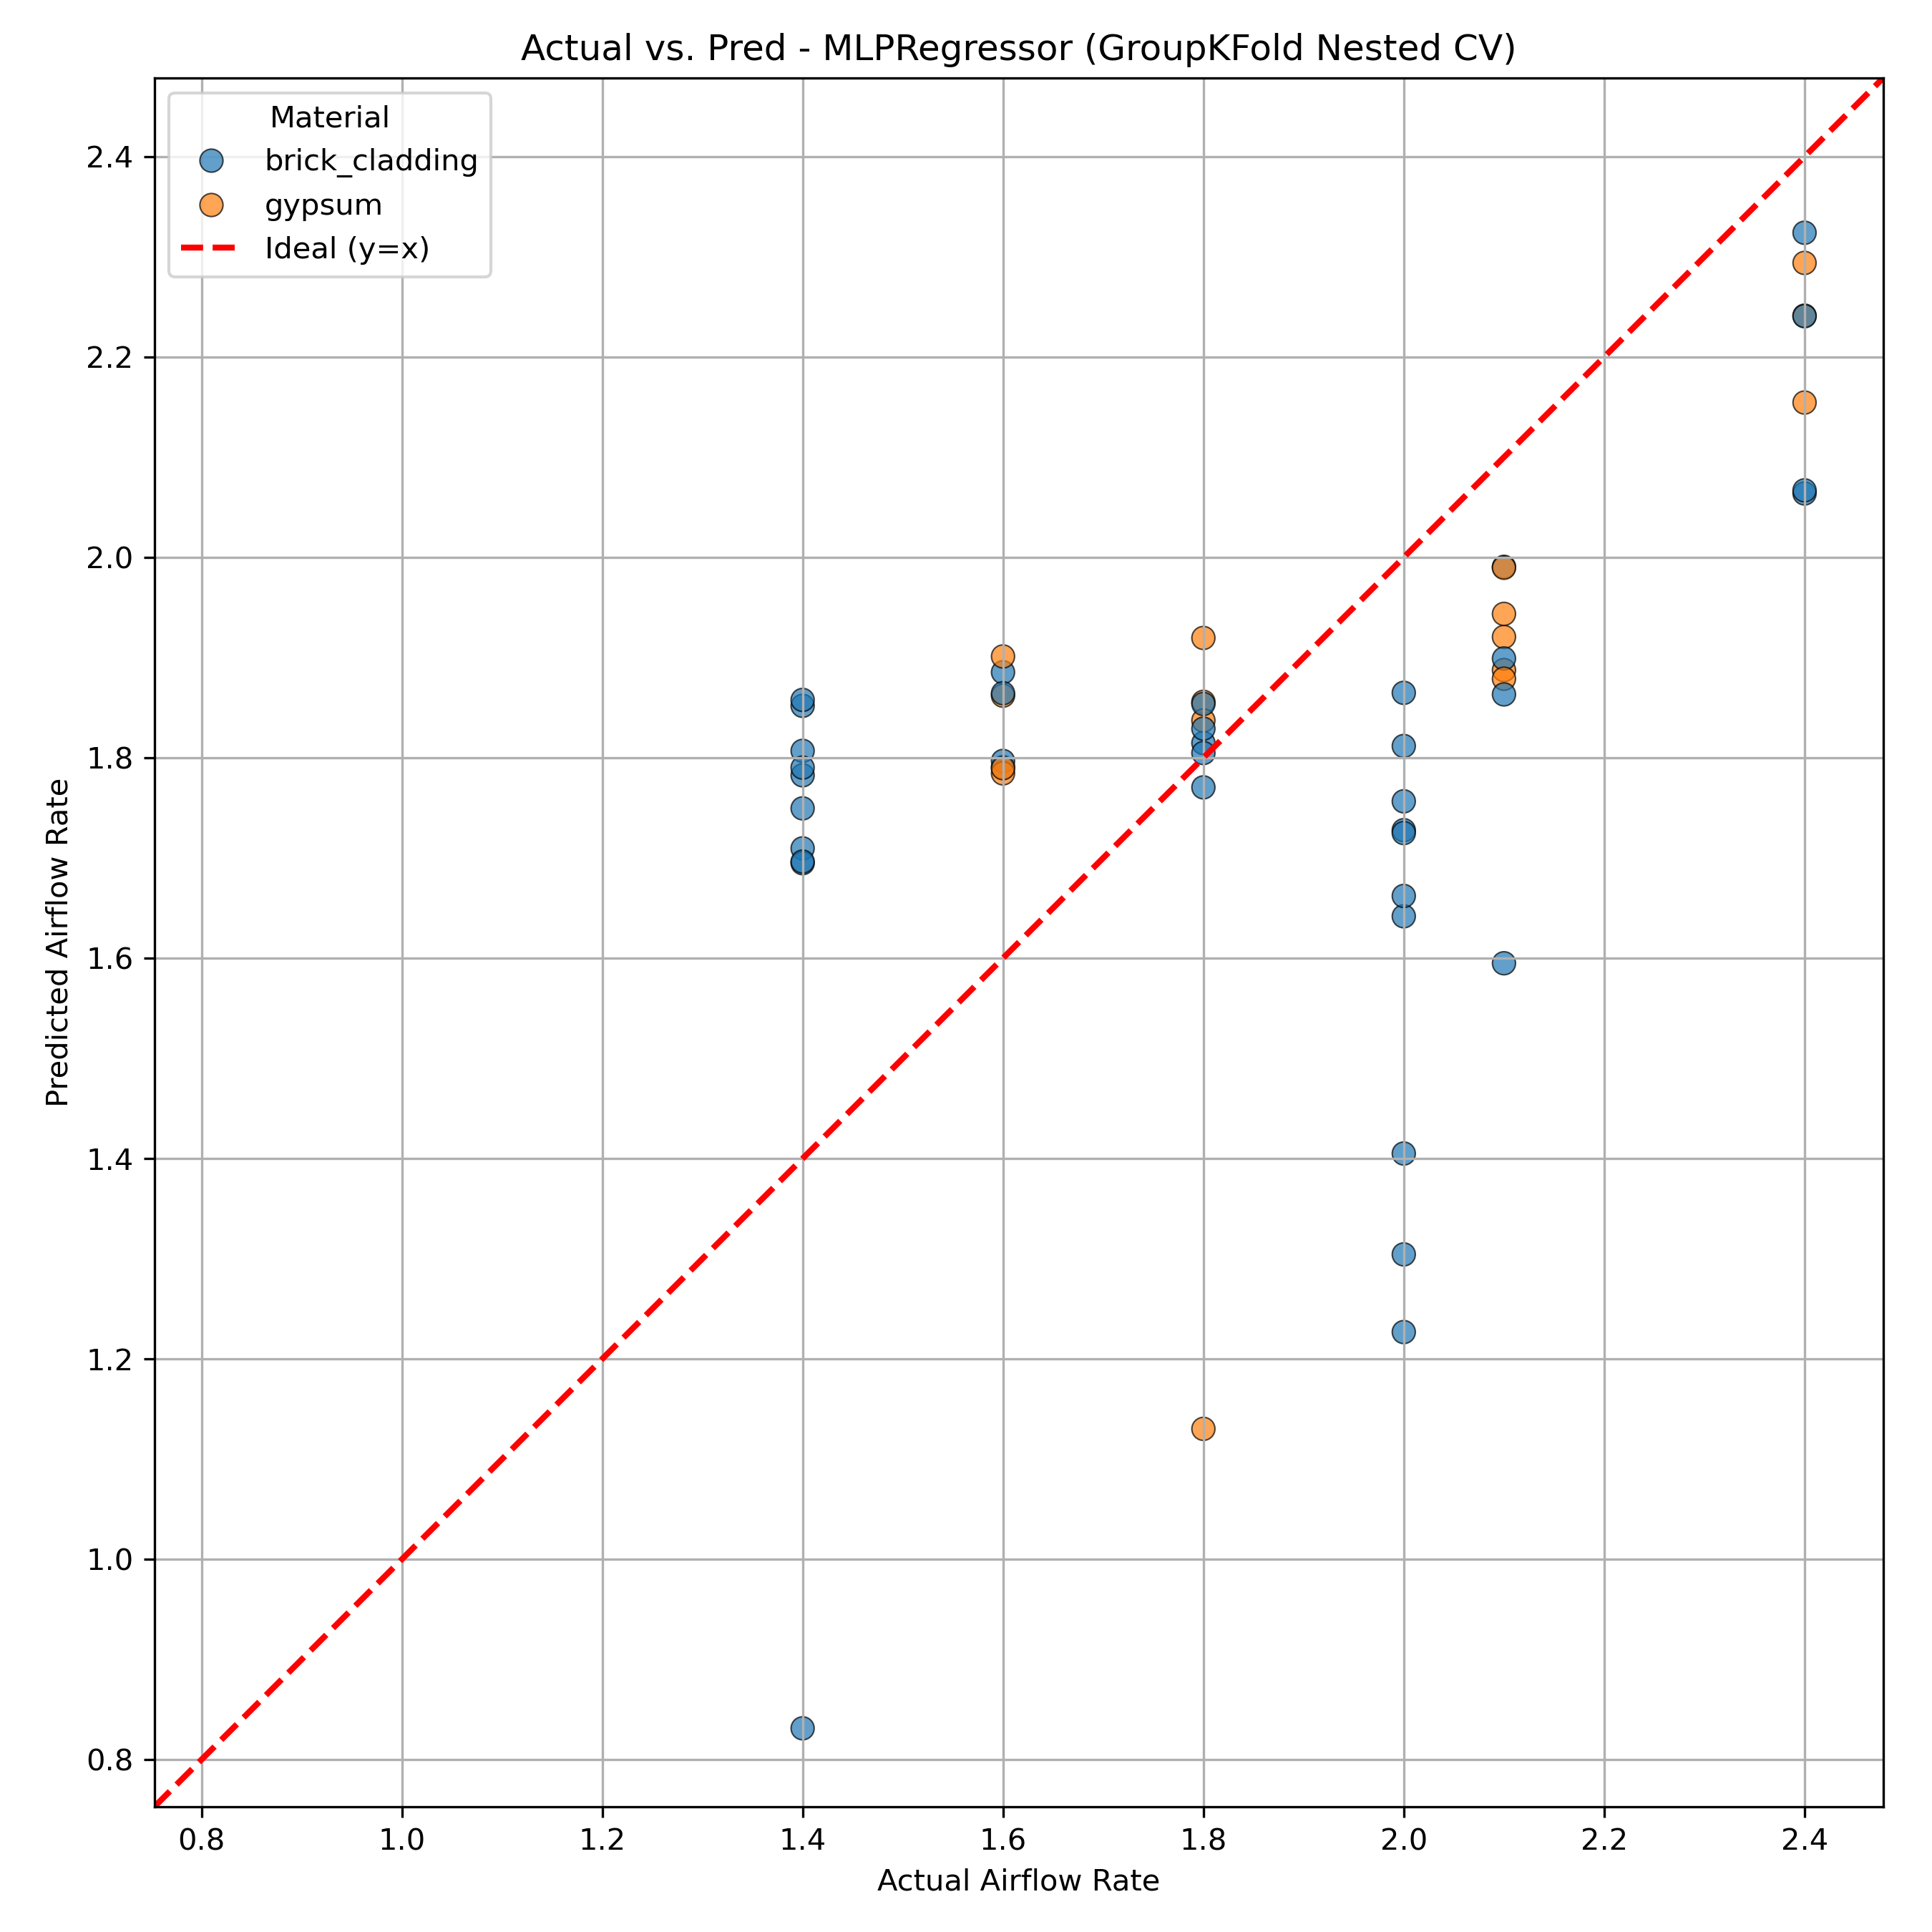 Actual vs. Pred - MLPRegressor (GroupKFold Nested CV)
Material
brick_cladding
gypsum
Ideal (y=x)
2.4
2.2
2.0
1.8
1.6
1.4
1.2
1.0
0.8
Predicted Airflow Rate
0.8 1.0 1.2 1.4 1.6 1.8 2.0 2.2 2.4
Actual Airflow Rate